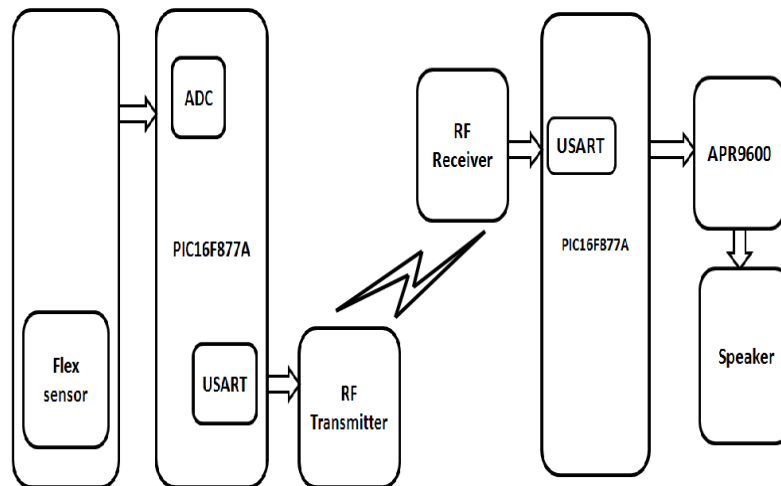 Flex
sensor
ADC
PIC16F877A
USART
RF
Transmitter
RF
Receiver
USART
PIC16F877A
APR9600
Speaker